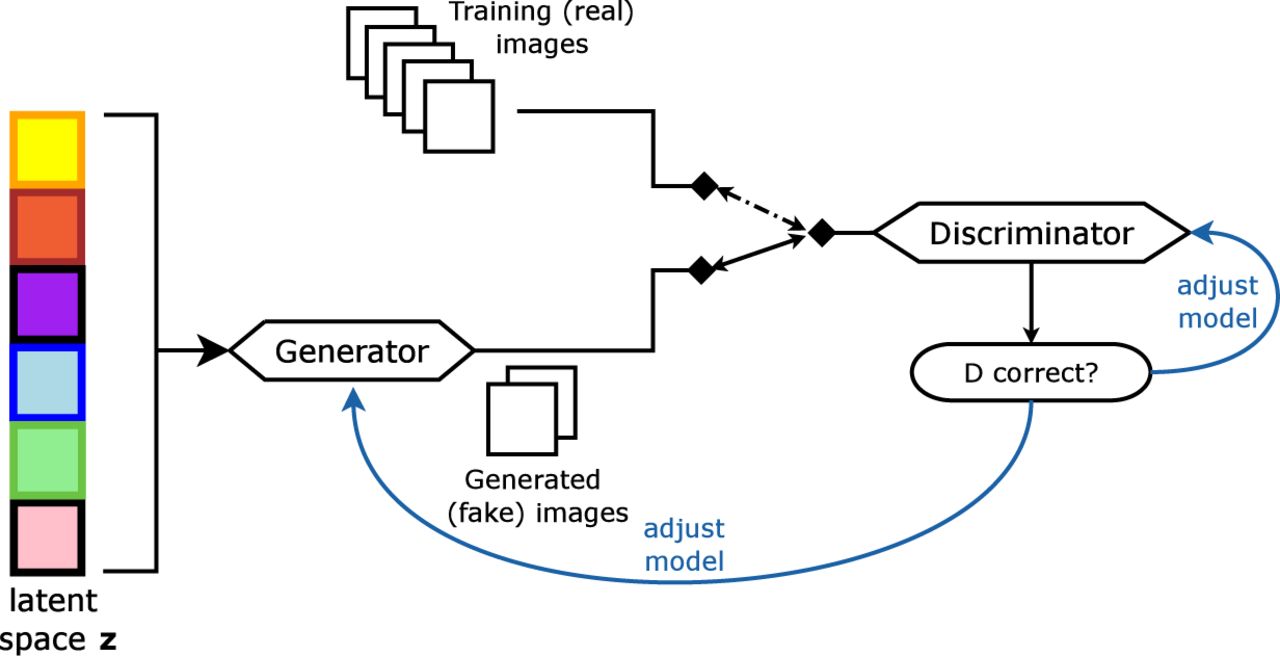 Training (real)
images
Discriminator
adjust
model
Generator
D correct?
Generated
(fake) images
adjust
model
latent
space z